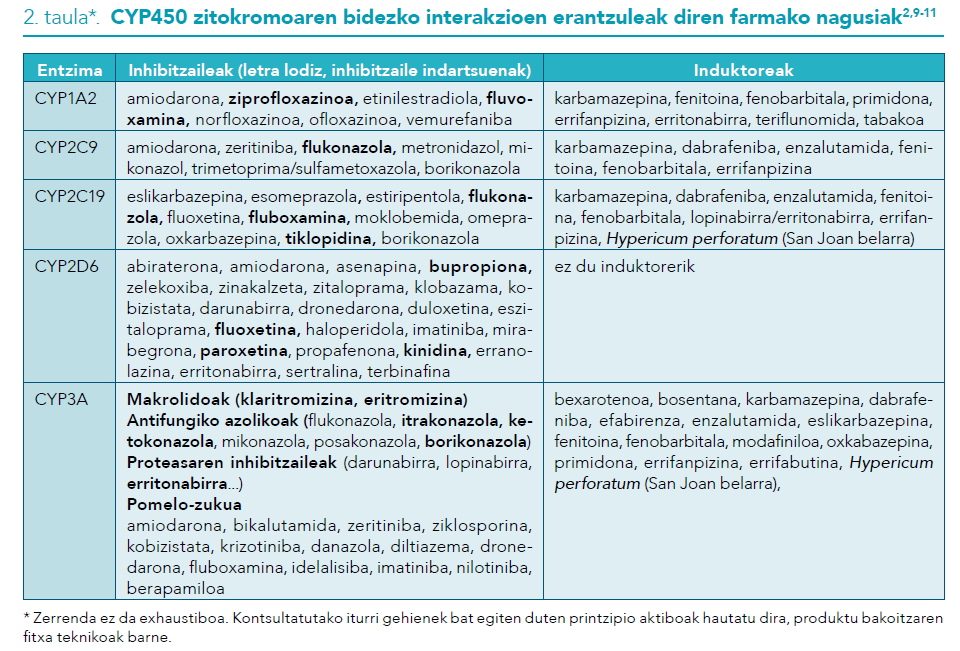 2. taula*. CYP450 zitokromoaren bidezko interakzioen erantzuleak diren farmako nagusiak2,9-11
Entzima
Inhibitzaileak (letra lodiz, inhibitzaile indartsuenak)
Induktoreak
CYP1A2
amiodarona, ziprofloxazinoa, etinilestradiola, fluvo-
xamina, norfloxazinoa, ofloxazinoa, vemurefaniba
karbamazepina, fenitoina, fenobarbitala, primidona,
errifanpizina, erritonabirra, teriflunomida, tabakoa
CYP2C9
amiodarona, zeritiniba, flukonazola, metronidazol, mi-
konazol, trimetoprima/sulfametoxazola, borikonazola
karbamazepina, dabrafeniba, enzalutamida, feni-
toina, fenobarbitala, errifanpizina
CYP2C19
eslikarbazepina, esomeprazola, estiripentola, flukona-
zola, fluoxetina, fluboxamina, moklobemida, omepra-
zola, oxkarbazepina, tiklopidina, borikonazola
karbamazepina, dabrafeniba, enzalutamida, fenitoi-
na, fenobarbitala, lopinabirra/erritonabirra, errifan-
pizina, Hypericum perforatum (San Joan belarra)
CYP2D6
abiraterona, amiodarona, asenapina, bupropiona,
zelekoxiba, zinakalzeta, zitaloprama, klobazama, ko-
bizistata, darunabirra, dronedarona, duloxetina, eszi-
taloprama, fluoxetina, haloperidola, imatiniba, mira-
begrona, paroxetina, propafenona, kinidina, errano-
lazina, erritonabirra, sertralina, terbinafina
ez du induktorerik
CYP3A
Makrolidoak (klaritromizina, eritromizina)
Antifungiko azolikoak (flukonazola, itrakonazola, ke-
tokonazola, mikonazola, posakonazola, borikonazola)
Proteasaren inhibitzaileak (darunabirra, lopinabirra,
erritonabirra...)
Pomelo-zukua
amiodarona, bikalutamida, zeritiniba, ziklosporina,
kobizistata, krizotiniba, danazola, diltiazema, drone-
darona, fluboxamina, idelalisiba, imatiniba, nilotiniba,
berapamiloa
bexarotenoa, bosentana, karbamazepina, dabrafe-
niba, efabirenza, enzalutamida, eslikarbazepina,
fenitoina, fenobarbitala, modafiniloa, oxkabazepina,
primidona, errifanpizina, errifabutina, Hypericum
perforatum (San Joan belarra),
* Zerrenda ez da exhaustiboa. Kontsultatutako iturri gehienek bat egiten duten printzipio aktiboak hautatu dira, produktu bakoitzaren
fitxa teknikoak barne.